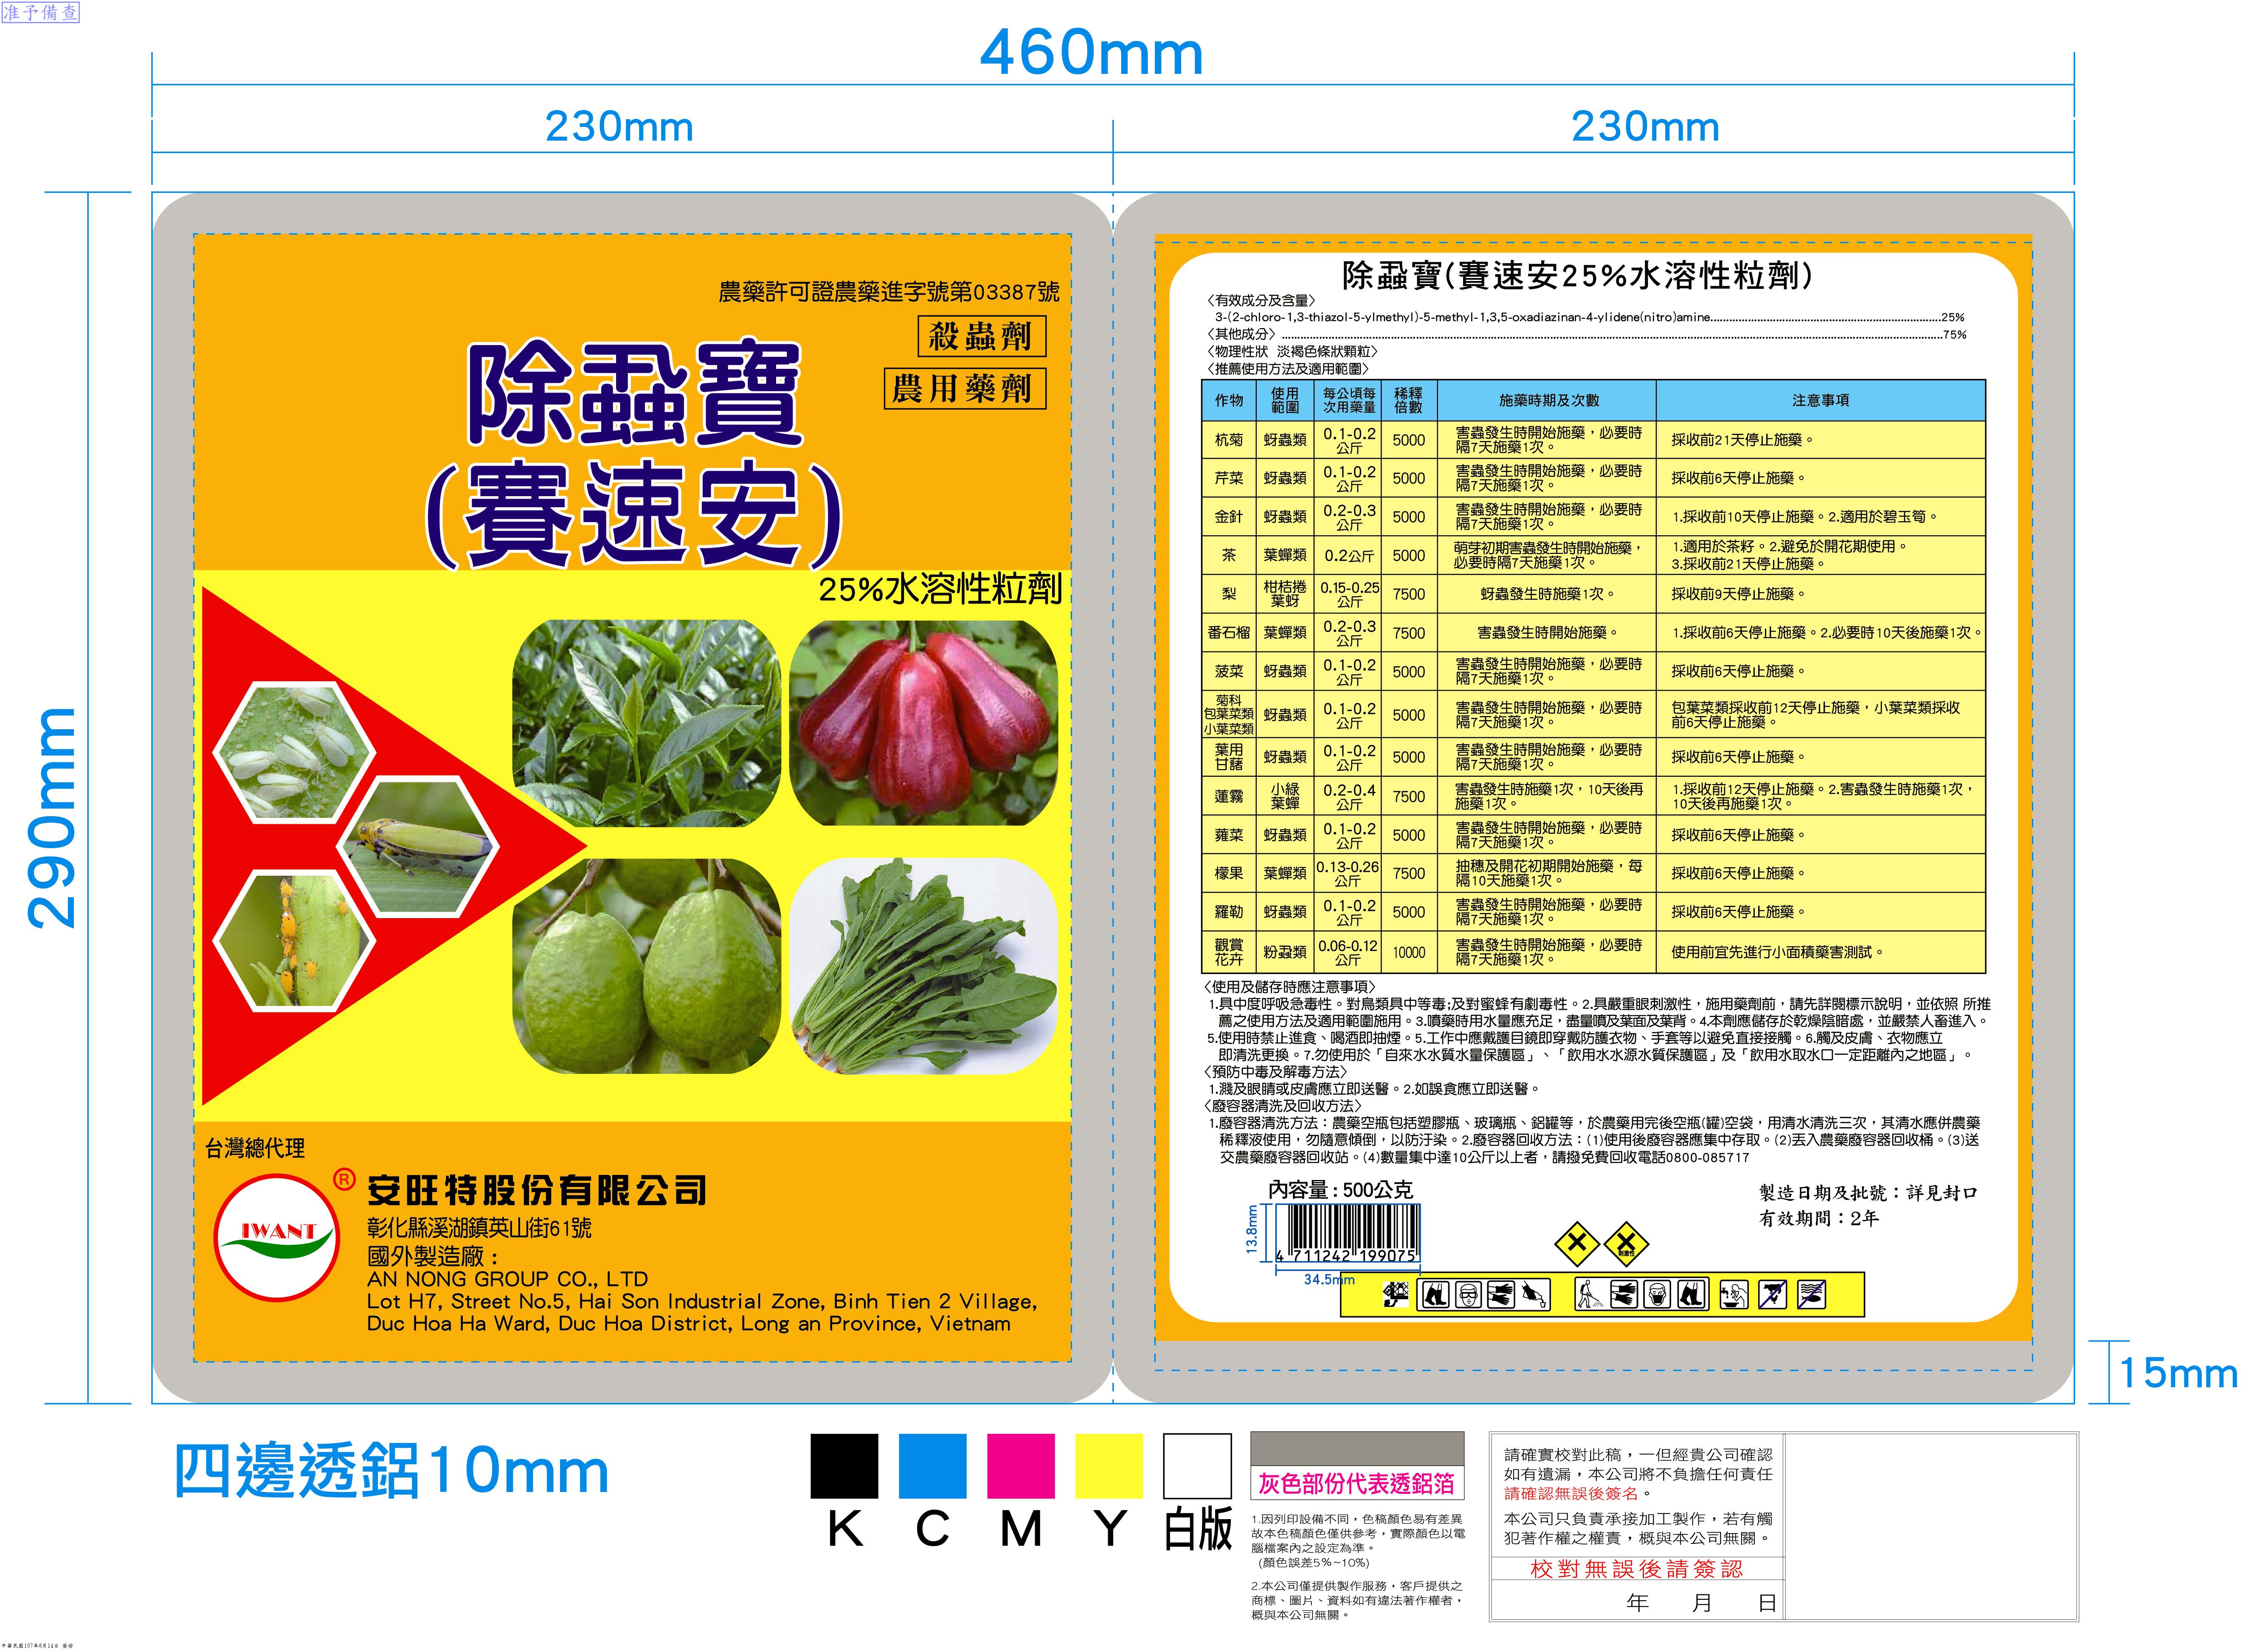 准予備查
460mm
230mm
230mm
290mm
農藥許可證農藥進字號第03387號
殺蟲劑
農用藥劑
除蝨寶
(賽速安)
25%水溶性粒劑
台灣總代理
IWANT
®
安旺特股份有限公司
彰化縣溪湖鎮英山街61號
國外製造廠：
AN NONG GROUP CO., LTD
Lot H7, Street No.5, Hai Son Industrial Zone, Binh Tien 2 Village,
Duc Hoa Ha Ward, Duc Hoa District, Long an Province, Vietnam
除蝨寶(賽速安25%水溶性粒劑)
〈有效成分及含量〉
3-(2-chloro-1,3-thiazol-5-ylmethyl)-5-methyl-1,3,5-oxadiazinan-4-ylidene(nitro)amine........25%
〈其他成分〉........75%
〈物理性狀 淡褐色條狀顆粒〉
〈推薦使用方法及適用範圍〉
作物 使用範圍 每公頃每次用藥量 稀釋倍數 施藥時期及次數 注意事項
杭菊 蚜蟲類 0.1-0.2公斤 5000 害蟲發生時開始施藥，必要時隔7天施藥1次。 採收前21天停止施藥。
芹菜 蚜蟲類 0.1-0.2公斤 5000 害蟲發生時開始施藥，必要時隔7天施藥1次。 採收前6天停止施藥。
金針 蚜蟲類 0.2-0.3公斤 5000 害蟲發生時開始施藥，必要時隔7天施藥1次。 1.採收前10天停止施藥。2.適用於碧玉筍。
茶 葉蟬類 0.2公斤 5000 萌芽初期害蟲發生時開始施藥，必要時隔7天施藥1次。 1.適用於茶籽。2.避免於開花期使用。3.採收前21天停止施藥。
梨 柑桔捲葉蚜 0.15-0.25公斤 7500 蚜蟲發生時施藥1次。 採收前9天停止施藥。
番石榴 葉蟬類 0.2-0.3公斤 7500 害蟲發生時開始施藥。 1.採收前6天停止施藥。2.必要時10天後施藥1次。
菠菜 蚜蟲類 0.1-0.2公斤 5000 害蟲發生時開始施藥，必要時隔7天施藥1次。 採收前6天停止施藥。
菊科包葉菜類小葉菜類 蚜蟲類 0.1-0.2公斤 5000 害蟲發生時開始施藥，必要時隔7天施藥1次。 包葉菜類採收前12天停止施藥，小葉菜類採收前6天停止施藥。
葉用甘藷 蚜蟲類 0.1-0.2公斤 5000 害蟲發生時開始施藥，必要時隔7天施藥1次。 採收前6天停止施藥。
蓮霧 小綠葉蟬 0.2-0.4公斤 7500 害蟲發生時施藥1次，10天後再施藥1次。 1.採收前12天停止施藥。2.害蟲發生時施藥1次，10天後再施藥1次。
蕹菜 蚜蟲類 0.1-0.2公斤 5000 害蟲發生時開始施藥，必要時隔7天施藥1次。 採收前6天停止施藥。
檬果 葉蟬類 0.13-0.26公斤 7500 抽穗及開花初期開始施藥，每隔10天施藥1次。 採收前6天停止施藥。
羅勒 蚜蟲類 0.1-0.2公斤 5000 害蟲發生時開始施藥，必要時隔7天施藥1次。 採收前6天停止施藥。
觀賞花卉 粉蝨類 0.06-0.12公斤 10000 害蟲發生時開始施藥，必要時隔7天施藥1次。 使用前宜先進行小面積藥害測試。
〈使用及儲存時應注意事項〉
1.具中度呼吸急毒性。對鳥類具中等毒;及對蜜蜂有劇毒性。2.具嚴重眼刺激性，施用藥劑前，請先詳閱標示說明，並依照 所推
薦之使用方法及適用範圍施用。3.噴藥時用水量應充足，盡量噴及葉面及葉背。4.本劑應儲存於乾燥陰暗處，並嚴禁人畜進入。
5.使用時禁止進食、喝酒即抽煙。5.工作中應戴護目鏡即穿戴防護衣物、手套等以避免直接接觸。6.觸及皮膚、衣物應立
即清洗更換。7.勿使用於「自來水水質水量保護區」、「飲用水水源水質保護區」及「飲用水取水口一定距離內之地區」。
〈預防中毒及解毒方法〉
1.濺及眼睛或皮膚應立即送醫。2.如誤食應立即送醫。
〈廢容器清洗及回收方法〉
1.廢容器清洗方法：農藥空瓶包括塑膠瓶、玻璃瓶、鋁罐等，於農藥用完後空瓶(罐)空袋，用清水清洗三次，其清水應併農藥
稀釋液使用，勿隨意傾倒，以防汙染。2.廢容器回收方法：(1)使用後廢容器應集中存取。(2)丟入農藥廢容器回收桶。(3)送
交農藥廢容器回收站。(4)數量集中達10公斤以上者，請撥免費回收電話0800-085717
內容量：500公克
製造日期及批號：詳見封口
有效期間：2年
13.8mm
4 711242 199075
34.5mm
刺激性
15mm
四邊透鋁10mm
K C M Y 白版
灰色部份代表透鋁箔
1.因列印設備不同，色稿顏色易有差異
故本色稿顏色僅供參考，實際顏色以電
腦檔案內之設定為準。
(顏色誤差5%~10%)
2.本公司僅提供製作服務，客戶提供之
商標、圖片、資料如有違法著作權者，
概與本公司無關。
請確實校對此稿，一但經貴公司確認
如有遺漏，本公司將不負擔任何責任
請確認無誤後簽名。
本公司只負責承接加工製作，若有觸
犯著作權之權責，概與本公司無關。
校對無誤後請簽認
年 月 日